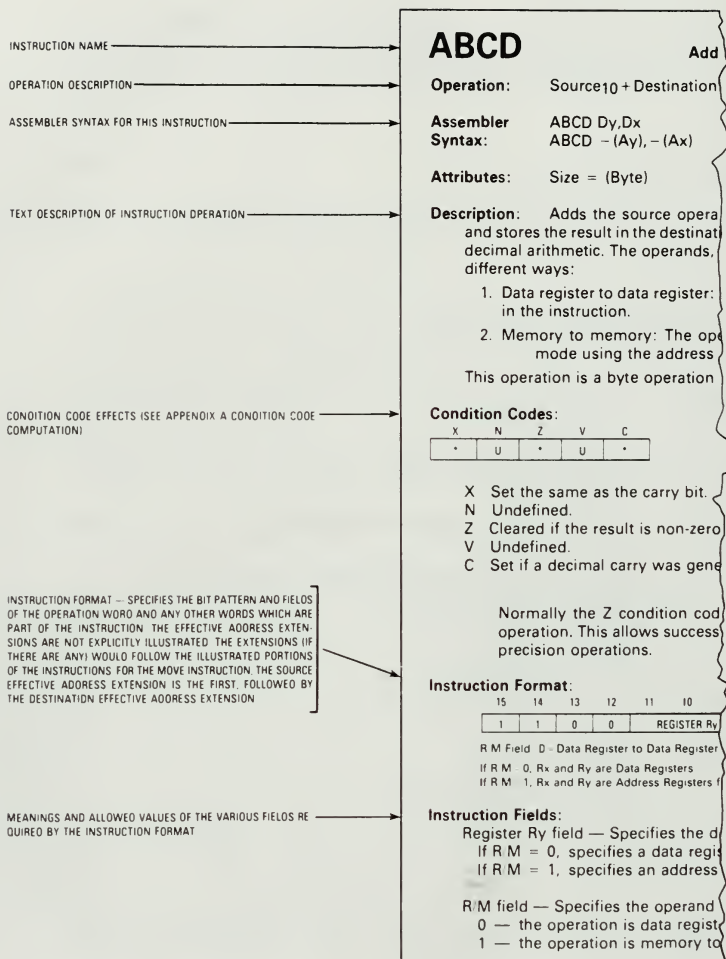 INSTRUCTION NAME
OPERATION OESCRIPTION
ASSEMBLER SYNTAX FOR THIS INSTRUCTION
TEXT OESCRIPTION OF INSTRUCTION DPERATION
CONDITION CODE EFFECTS (SEE APPENOIX A CONDITION COOE
COMPUTATION)
INSTRUCTION FORMAT — SPECIFIES THE BIT PATTERN ANO FIELOS
OF THE OPERATION WORO ANO ANY OTHER WORDS WHICH ARE
PART OF THE INSTRUCTION THE EFFECTIVE AOORESS EXTEN-
SIONS ARE NOT EXPLICITLY ILLUSTRATED THE EXTENSIONS (IF
THERE ARE ANY) WOULD FOLLOW THE ILLUSTRATED PORTIONS
OF THE INSTRUCTIONS FOR THE MOVE INSTRUCTION, THE SOURCE
EFFECTIVE AODRESS EXTENSION IS THE FIRST, FOLLOWED BY
THE DESTINATION EFFECTIVE AOORESS EXTENSION
MEANINGS AND ALLOWED VALUES OF THE VARIOUS FIELOS RE
QUIREO BY THE INSTRUCTION FORMAT
ABCD Add
Operation: Source10 + Destination
Assembler ABCD Dy,Dx
Syntax: ABCD – (Ay), – (Ax)
Attributes: Size = (Byte)
Description: Adds the source opera
and stores the result in the destinati
decimal arithmetic. The operands,
different ways:
1. Data register to data register:
in the instruction.
2. Memory to memory: The ope
mode using the address
This operation is a byte operation
Condition Codes:
X N Z V C
* U * U *
X Set the same as the carry bit.
N Undefined.
Z Cleared if the result is non-zero
V Undefined.
C Set if a decimal carry was gene
Normally the Z condition cod
operation. This allows success
precision operations.
Instruction Format:
15 14 13 12 11 10
1 1 0 0 REGISTER Ry
R M Field D – Data Register to Data Register
If R M 0, Rx and Ry are Data Registers
If R M 1, Rx and Ry are Address Registers f
Instruction Fields:
Register Ry field — Specifies the d
If R M = 0, specifies a data regis
If R M = 1, specifies an address
R/M field — Specifies the operand
0 — the operation is data regist
1 — the operation is memory to